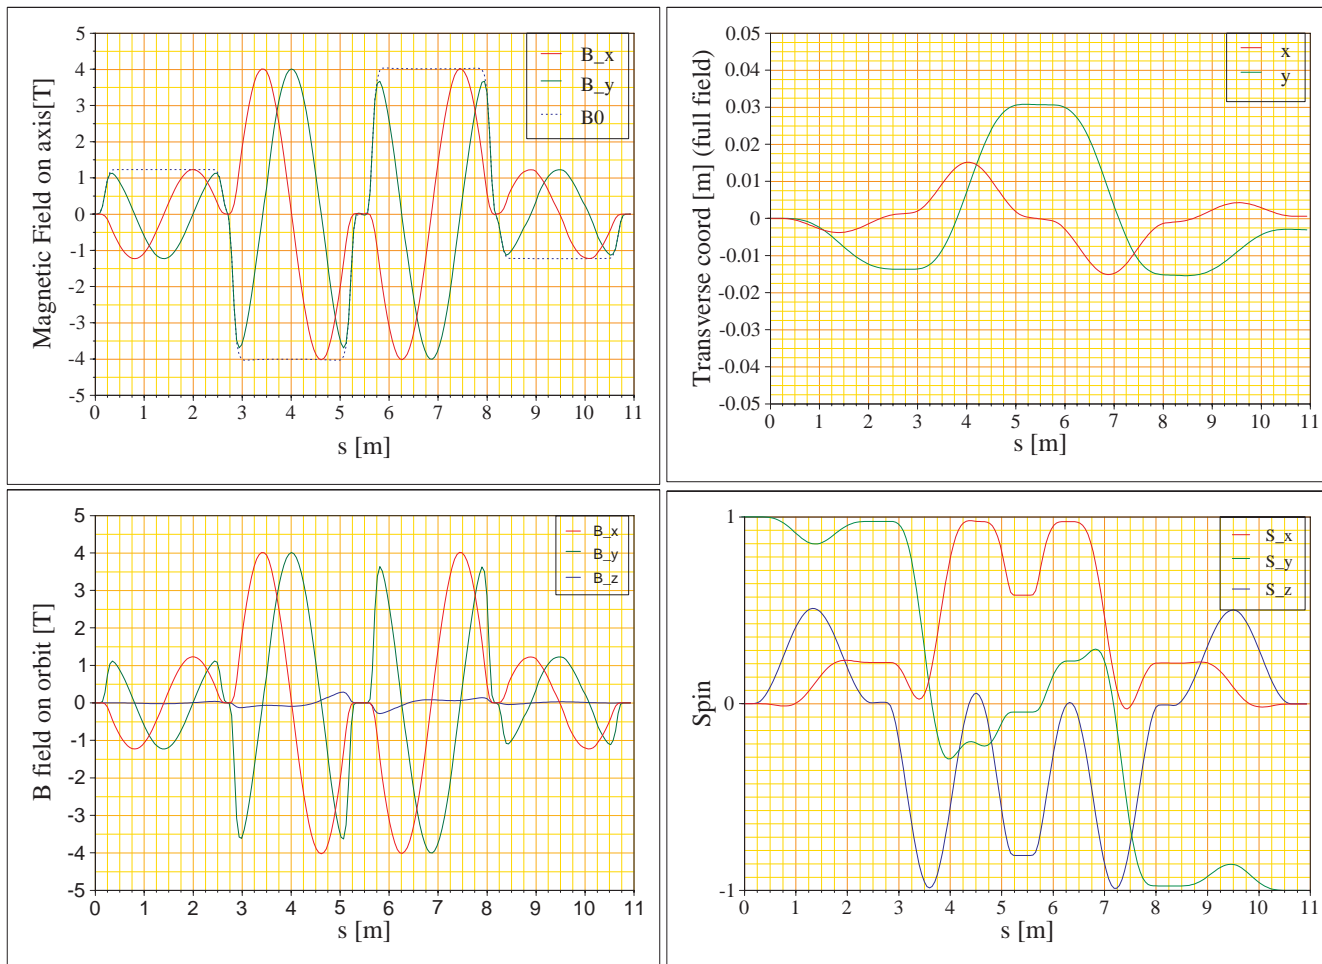 Magnetic Field on axis[T]
5
4
3
2
1
0
-1
-2
-3
-4
-5
0 1 2 3 4 5 6 7 8 9 10 11
s [m]
B_x
B_y
B0
Transverse coord [m] (full field)
0.05
0.04
0.03
0.02
0.01
0
-0.01
-0.02
-0.03
-0.04
-0.05
0 1 2 3 4 5 6 7 8 9 10 11
s [m]
x
y
B field on orbit [T]
5
4
3
2
1
0
-1
-2
-3
-4
-5
0 1 2 3 4 5 6 7 8 9 10 11
s [m]
B_x
B_y
B_z
Spin
1
0
-1
0 1 2 3 4 5 6 7 8 9 10 11
s [m]
S_x
S_y
S_z